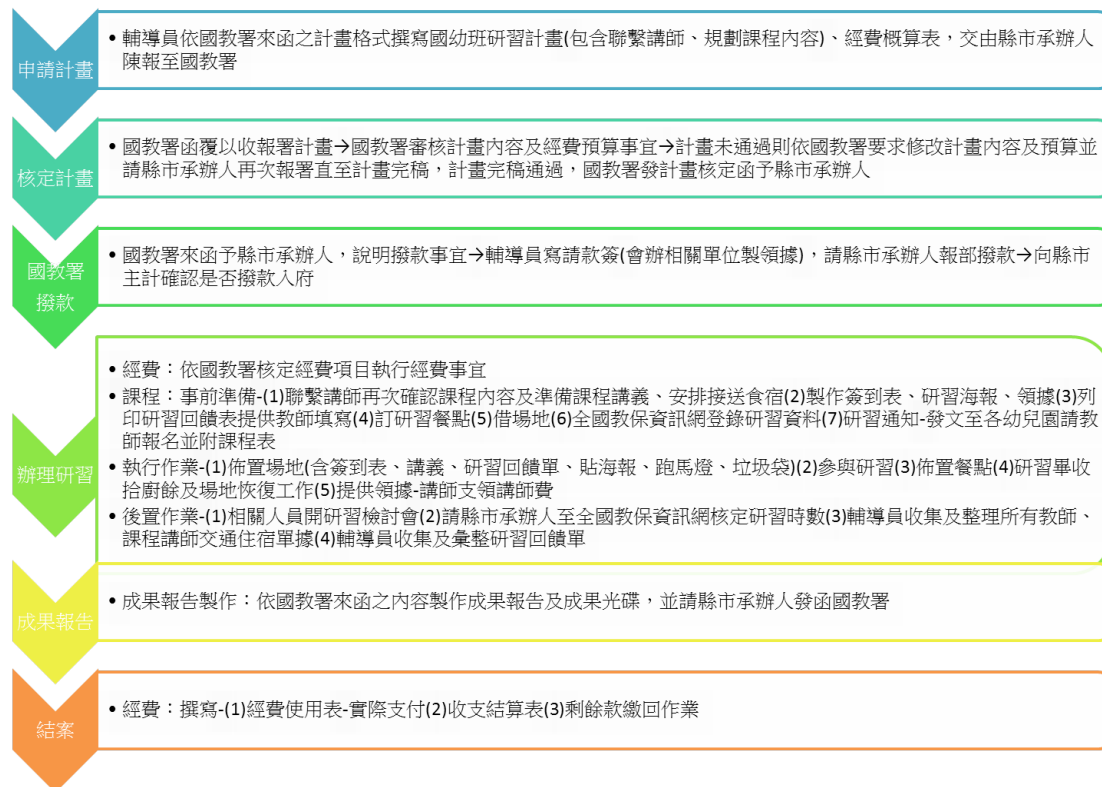 申請計畫
• 輔導員依國教署來函之計畫格式撰寫國幼班研習計畫(包含聯繫講師、規劃課程內容)、經費概算表，交由縣市承辦人
陳報至國教署
核定計畫
• 國教署函覆以收報署計畫→國教署審核計畫內容及經費預算事宜→計畫未通過則依國教署要求修改計畫內容及預算並
請縣市承辦人再次報署直至計畫完稿，計畫完稿通過，國教署發計畫核定函予縣市承辦人
國教署
撥款
• 國教署來函予縣市承辦人，說明撥款事宜→輔導員寫請款簽(會辦相關單位製領據)，請縣市承辦人報部撥款→向縣市
主計確認是否撥款入府
辦理研習
• 經費：依國教署核定經費項目執行經費事宜
• 課程：事前準備-(1)聯繫講師再次確認課程內容及準備課程講義、安排接送食宿(2)製作簽到表、研習海報、領據(3)列
印研習回饋表提供教師填寫(4)訂研習餐點(5)借場地(6)全國教保資訊網登錄研習資料(7)研習通知-發文至各幼兒園請教
師報名並附課程表
• 執行作業-(1)佈置場地(含簽到表、講義、研習回饋單、貼海報、跑馬燈、垃圾袋)(2)參與研習(3)佈置餐點(4)研習畢收
拾廚餘及場地恢復工作(5)提供領據-講師支領講師費
• 後置作業-(1)相關人員開研習檢討會(2)請縣市承辦人至全國教保資訊網核定研習時數(3)輔導員收集及整理所有教師、
課程講師交通住宿單據(4)輔導員收集及彙整研習回饋單
成果報告
• 成果報告製作：依國教署來函之內容製作成果報告及成果光碟，並請縣市承辦人發函國教署
結案
• 經費：撰寫-(1)經費使用表-實際支付(2)收支結算表(3)剩餘款繳回作業